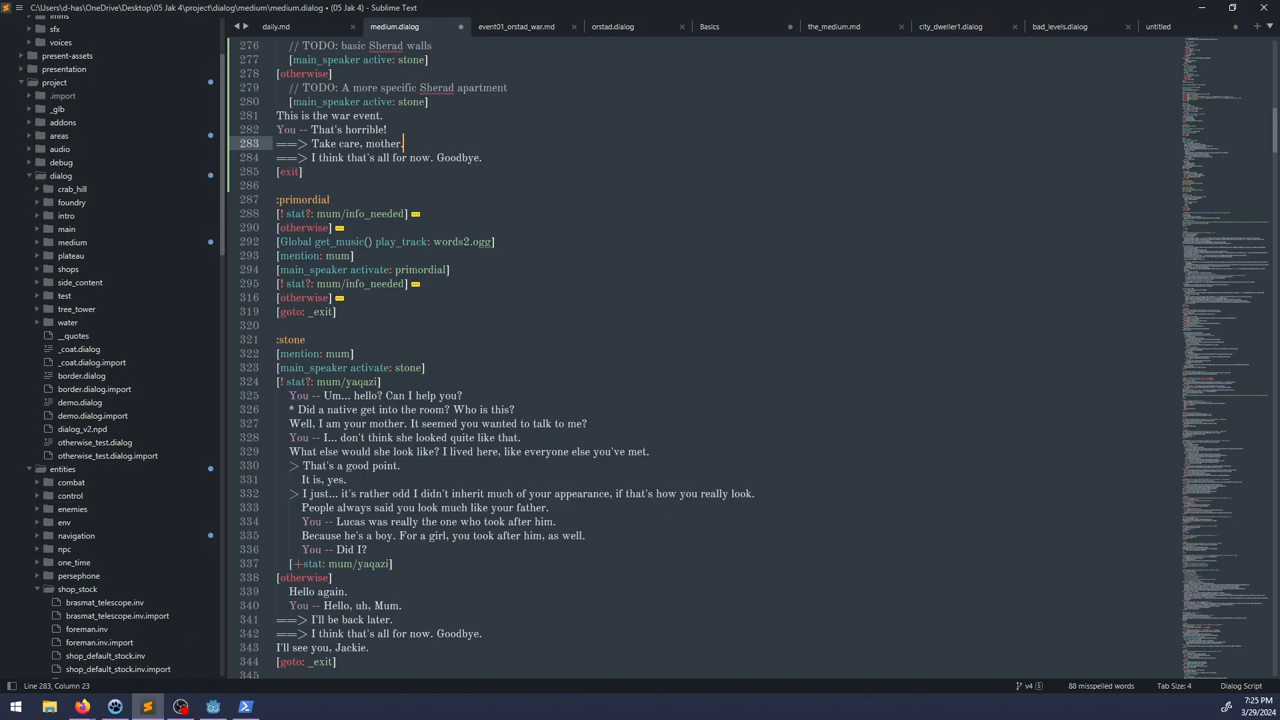 C:\Users\d-has\OneDrive\Desktop\05 Jak 4\project\dialog\medium\medium.dialog • (05 Jak 4) - Sublime Text
imms
sfx
voices
present-assets
presentation
project
.import
_glb
addons
areas
audio
debug
dialog
crab_hill
foundry
intro
main
medium
plateau
shops
side_content
test
tree_tower
water
__quotes
_coat.dialog
_coat.dialog.import
border.dialog
border.dialog.import
demo.dialog
demo.dialog.import
dialog_v2.npd
otherwise_test.dialog
otherwise_test.dialog.import
entities
combat
control
enemies
env
navigation
npc
one_time
persephone
shop_stock
brasmat_telescope.inv
brasmat_telescope.inv.import
foreman.inv
foreman.inv.import
shop_default_stock.inv
shop_default_stock.inv.import
daily.md medium.dialog event01_orstad_war.md orstad.dialog Basics the_medium.md city_dweller1.dialog bad_levels.dialog untitled
276 // TODO: basic Sherad walls
277 [main_speaker active: stone]
278 [otherwise]
279 // TODO: A more specific Sherad apartment
280 [main_speaker active: stone]
281 This is the war event.
282 You -- That's horrible!
283 ==> Take care, mother.
284 ==> I think that's all for now. Goodbye.
285 [exit]
286
287 :primordial
288 [! stat?: mum/info_needed]
290 [otherwise]
292 [Global get_music() play_track: words2.ogg]
293 [mention: mum]
294 [main_speaker activate: primordial]
295 [! stat?: mum/info_needed]
316 [otherwise]
319 [goto: _exit]
320
321 :stone
322 [mention: mum]
323 [main_speaker activate: stone]
324 [! stat?: mum/yaqazi]
325 You -- Um... hello? Can I help you?
326 * Did a native get into the room? Who is this?
327 Well, I am your mother. It seemed you wanted to talk to me?
328 You -- I... don't think she looked quite like that.
329 What else would she look like? I lived here, like everyone else you've met.
330 > That's a good point.
331 It is, yes.
332 > I just... it's rather odd I didn't inherit more of your appearance, if that's how you really look.
333 People always said you look much like your father.
334 You -- Lucas was really the one who took after him.
335 Because he's a boy. For a girl, you took after him, as well.
336 You -- Did I?
337 [+stat: mum/yaqazi]
338 [otherwise]
339 Hello again.
340 You -- Hello, uh, Mum.
341 ==> I'll be back later.
342 ==> I think that's all for now. Goodbye.
343 I'll see you, Jackie.
344 [goto: _exit]
345
Line 283, Column 23
v4 5
88 misspelled words
Tab Size: 4
Dialog Script
7:25 PM
3/29/2024